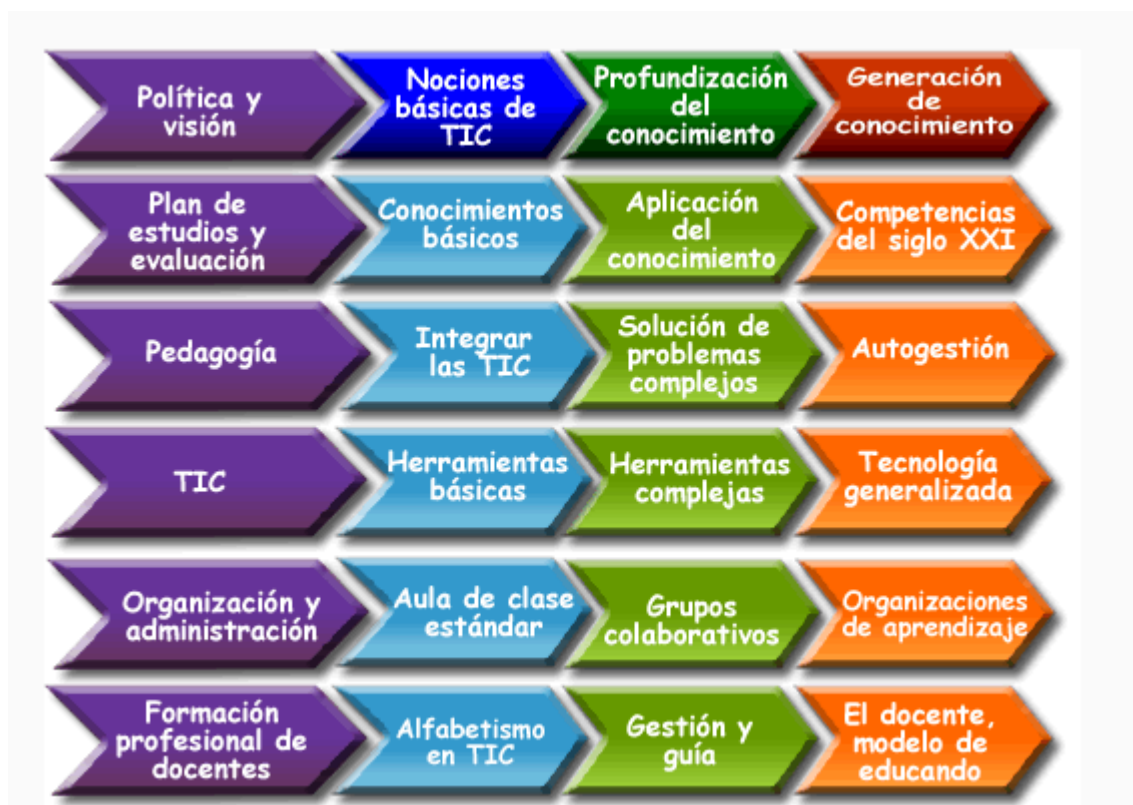 Política y
visión
Nociones
básicas de
TIC
Profundización
del
conocimiento
Generación
de
conocimiento
Plan de
estudios y
evaluación
Conocimientos
básicos
Aplicación
del
conocimiento
Competencias
del siglo XXI
Pedagogía
Integrar
las TIC
Solución de
problemas
complejos
Autogestión
TIC
Herramientas
básicas
Herramientas
complejas
Tecnología
generalizada
Organización y
administración
Aula de clase
estándar
Grupos
colaborativos
Organizaciones
de aprendizaje
Formación
profesional de
docentes
Alfabetismo
en TIC
Gestión y
guía
El docente,
modelo de
educando